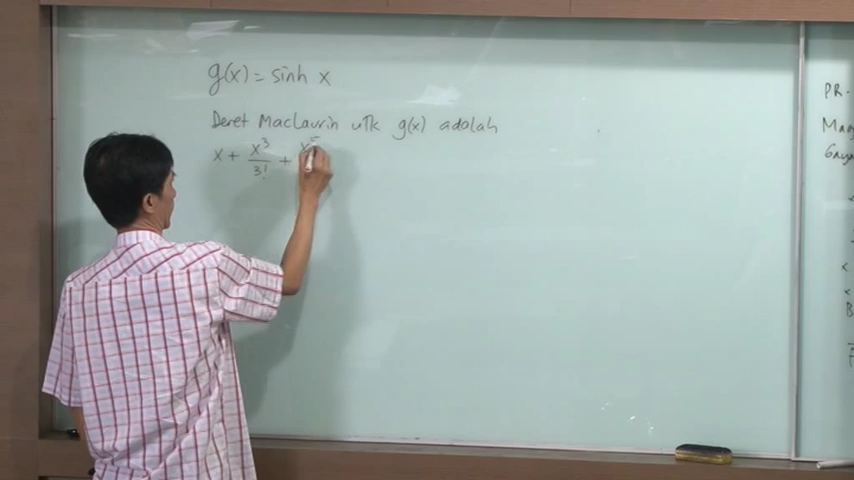 g(x) = sinh x
Deret MacLaurin utk g(x) adalah
x + x³/3! + x⁵
PR.